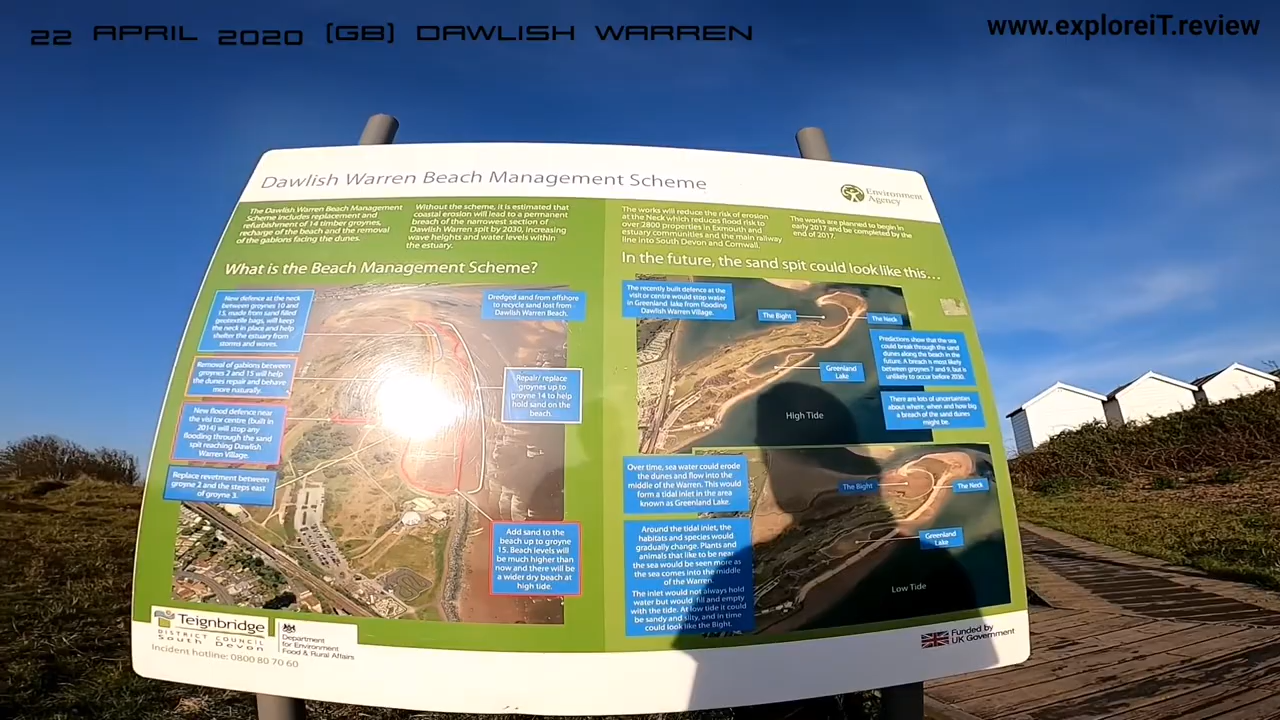 22 APRIL 2020 [GB] DAWLISH WARREN
www.exploreiT.review
Dawlish Warren Beach Management Scheme
Environment
Agency
The Dawlish Warren Beach Management
Scheme includes replacement and
refurbishment of 14 timber groynes,
recharge of the beach and the removal
of the gabions facing the dunes.
Without the scheme, it is estimated that
coastal erosion will lead to a permanent
breach of the narrowest section of
Dawlish Warren spit by 2030, increasing
wave heights and water levels within
the estuary.
The works will reduce the risk of erosion
at the Neck which reduces flood risk to
over 2800 properties in Exmouth and
estuary communities and the main railway
line into South Devon and Cornwall.
The works are planned to begin in
early 2017 and be completed by the
end of 2017.
What is the Beach Management Scheme?
New defence at the neck
between groynes 10 and
15, made from sand filled
geotextile bags, will keep
the neck in place and help
shelter the estuary from
storms and waves.
Dredged sand from offshore
to recycle sand lost from
Dawlish Warren Beach.
Removal of gabions between
groynes 2 and 15 will help
the dunes repair and behave
more naturally.
Repair/ replace
groynes up to
groyne 14 to help
hold sand on the
beach.
New flood defence near
the visitor centre (built in
2014) will stop any
flooding through the sand
spit reaching Dawlish
Warren Village.
Replace revetment between
groyne 2 and the steps east
of groyne 3.
Add sand to the
beach up to groyne
15. Beach levels will
be much higher than
now and there will be
a wider dry beach at
high tide.
In the future, the sand spit could look like this...
The recently built defence at the
visitor centre would stop water
in Greenland lake from flooding
Dawlish Warren Village.
The Bight
The Neck
Greenland
Lake
High Tide
Predictions show that the sea
could break through the sand
dunes along the beach in the
future. A breach is most likely
between groynes 7 and 9, but is
unlikely to occur before 2030.
There are lots of uncertainties
about where, when and how big
a breach of the sand dunes
might be.
Over time, sea water could erode
the dunes and flow into the
middle of the Warren. This would
form a tidal inlet in the area
known as Greenland Lake.
The Bight
The Neck
Greenland
Lake
Low Tide
Around the tidal inlet, the
habitats and species would
gradually change. Plants and
animals that like to be near
the sea would be seen more as
the sea comes into the middle
of the Warren.
The inlet would not always hold
water but would fill and empty
with the tide. At low tide it could
be sandy and silty, and in time
could look like the Bight.
Teignbridge
DISTRICT COUNCIL
South Devon
Department
for Environment
Food & Rural Affairs
Incident hotline: 0800 80 70 60
Funded by
UK Government